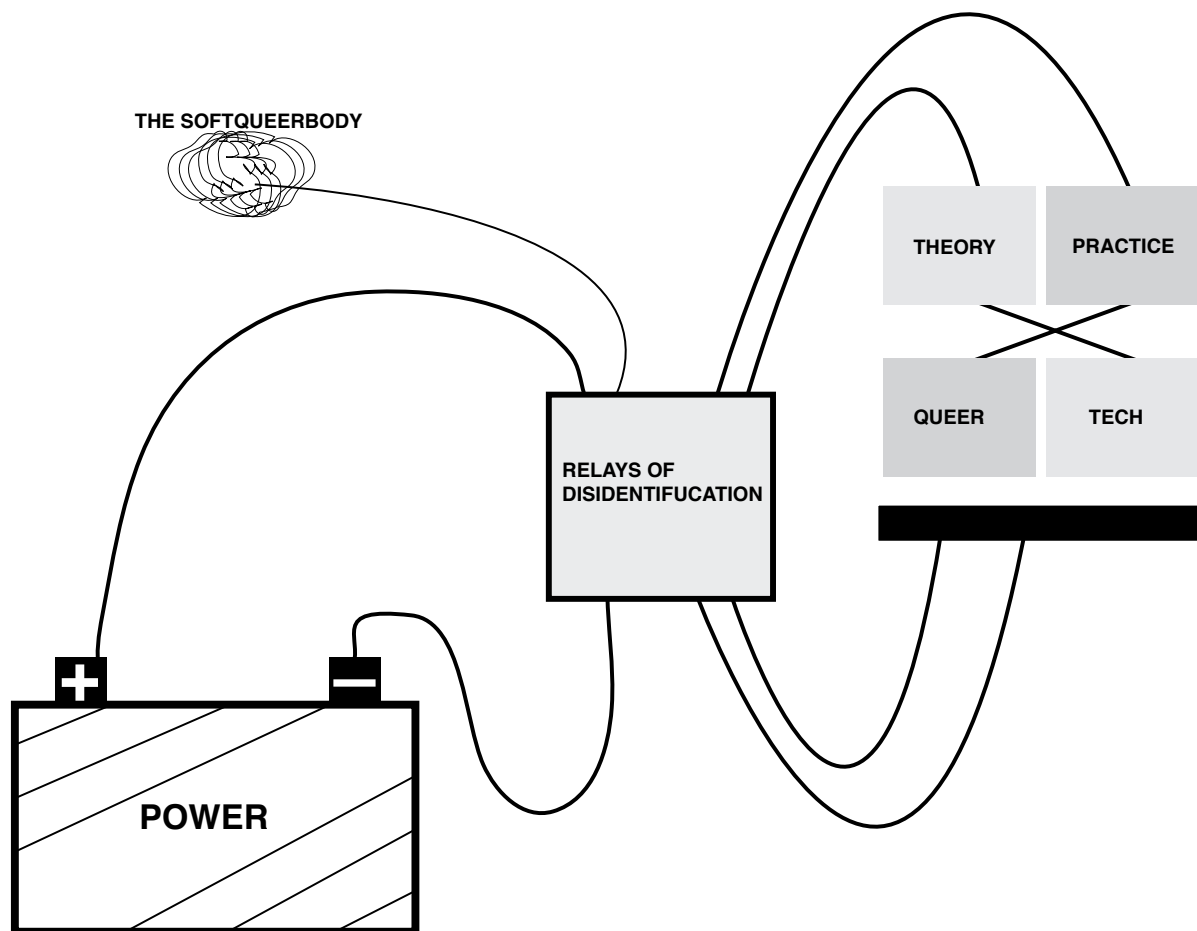 THE SOFTQUEERBODY
THEORY
PRACTICE
QUEER
TECH
RELAYS OF
DISIDENTIFUCATION
+
−
POWER